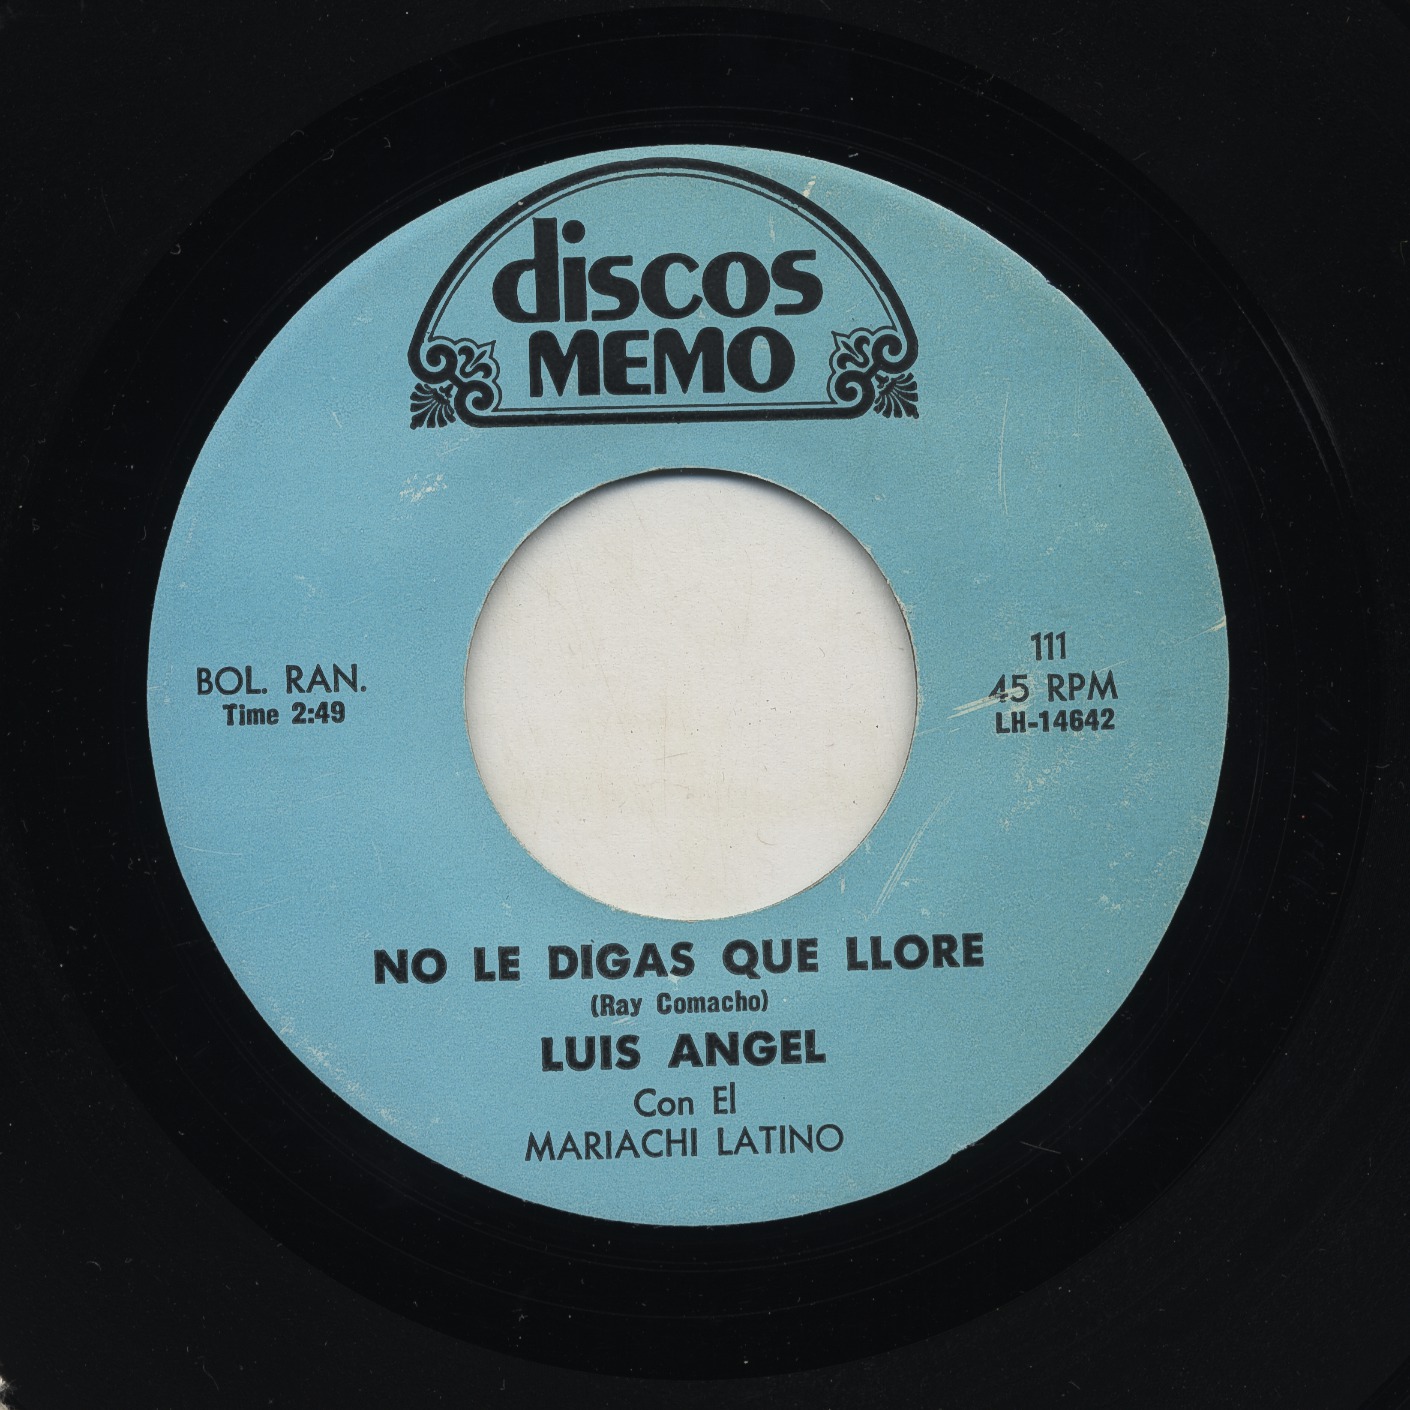 discos
MEMO
BOL. RAN.
Time 2:49
111
45 RPM
LH-14642
NO LE DIGAS QUE LLORE
(Ray Comacho)
LUIS ANGEL
Con El
MARIACHI LATINO